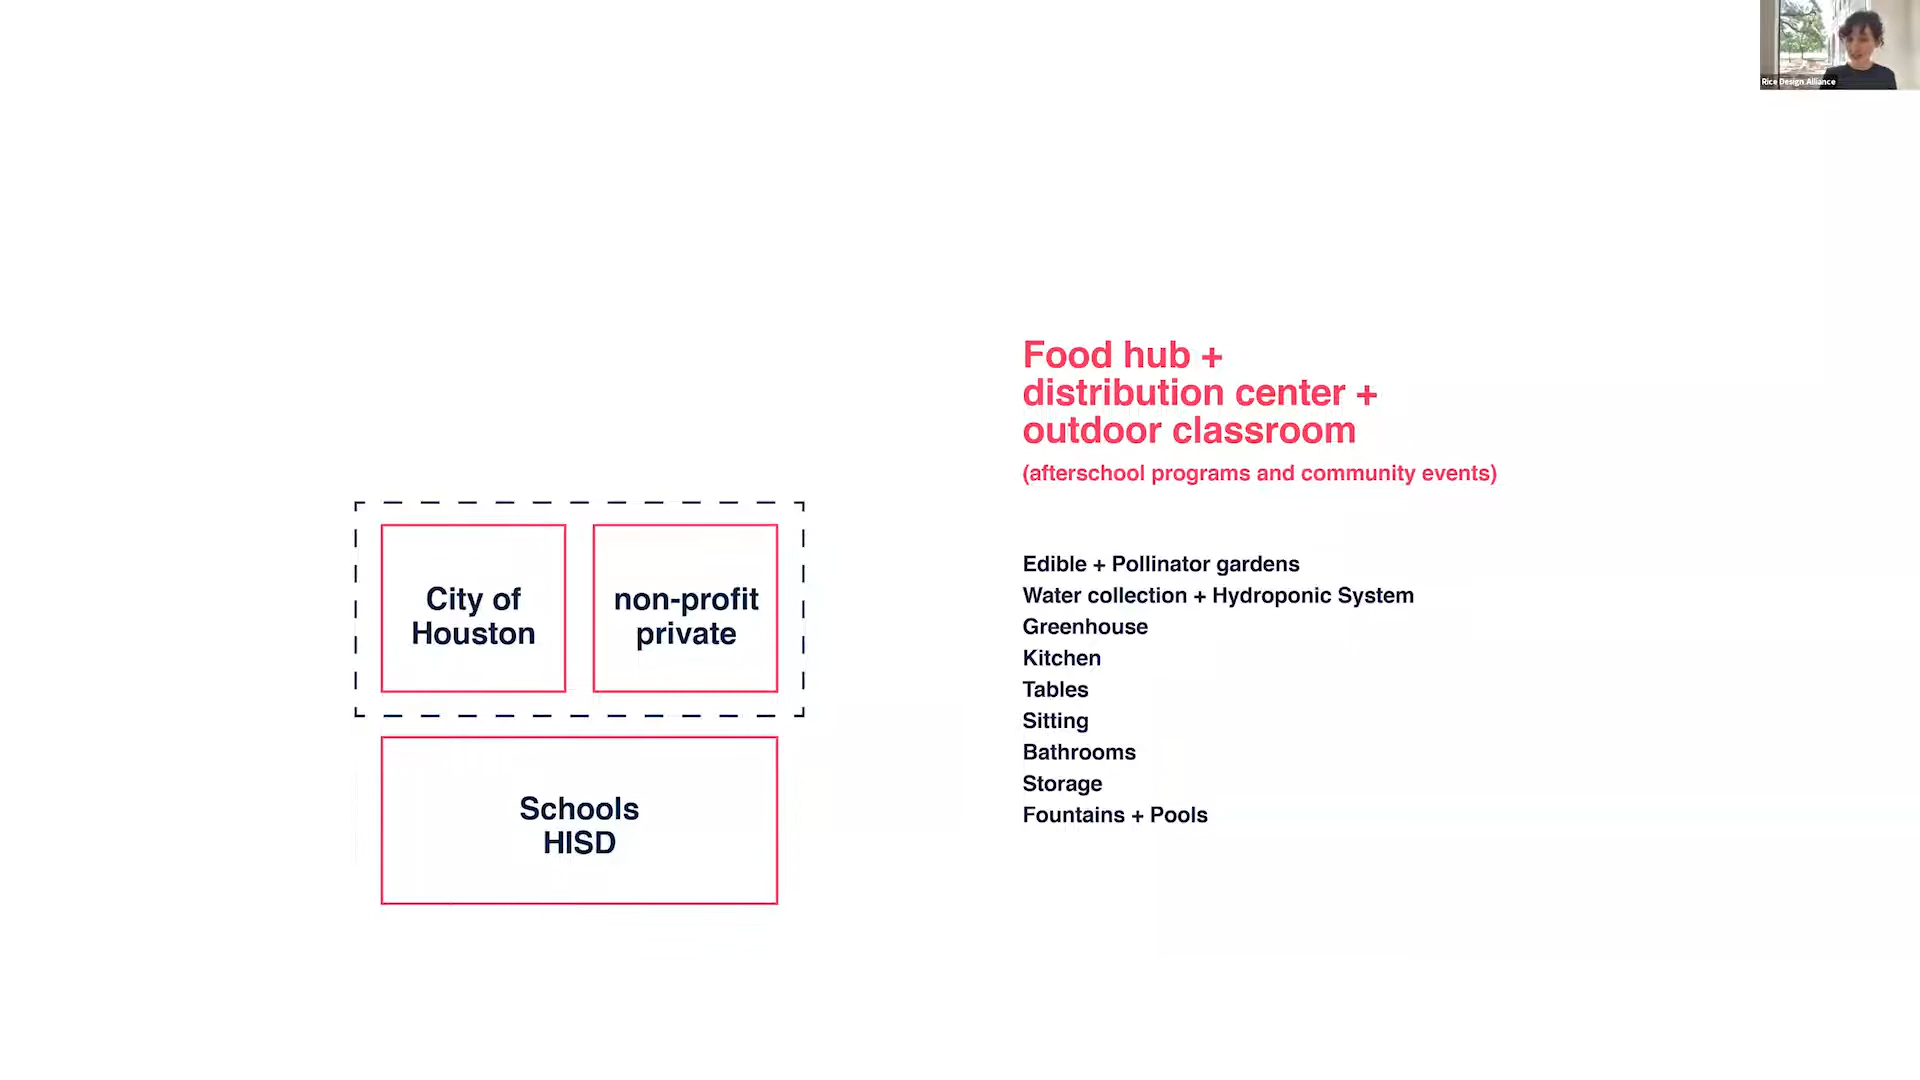 Rice Design Alliance
Food hub +
distribution center +
outdoor classroom
(afterschool programs and community events)
City of
Houston
non-profit
private
Schools
HISD
Edible + Pollinator gardens
Water collection + Hydroponic System
Greenhouse
Kitchen
Tables
Sitting
Bathrooms
Storage
Fountains + Pools